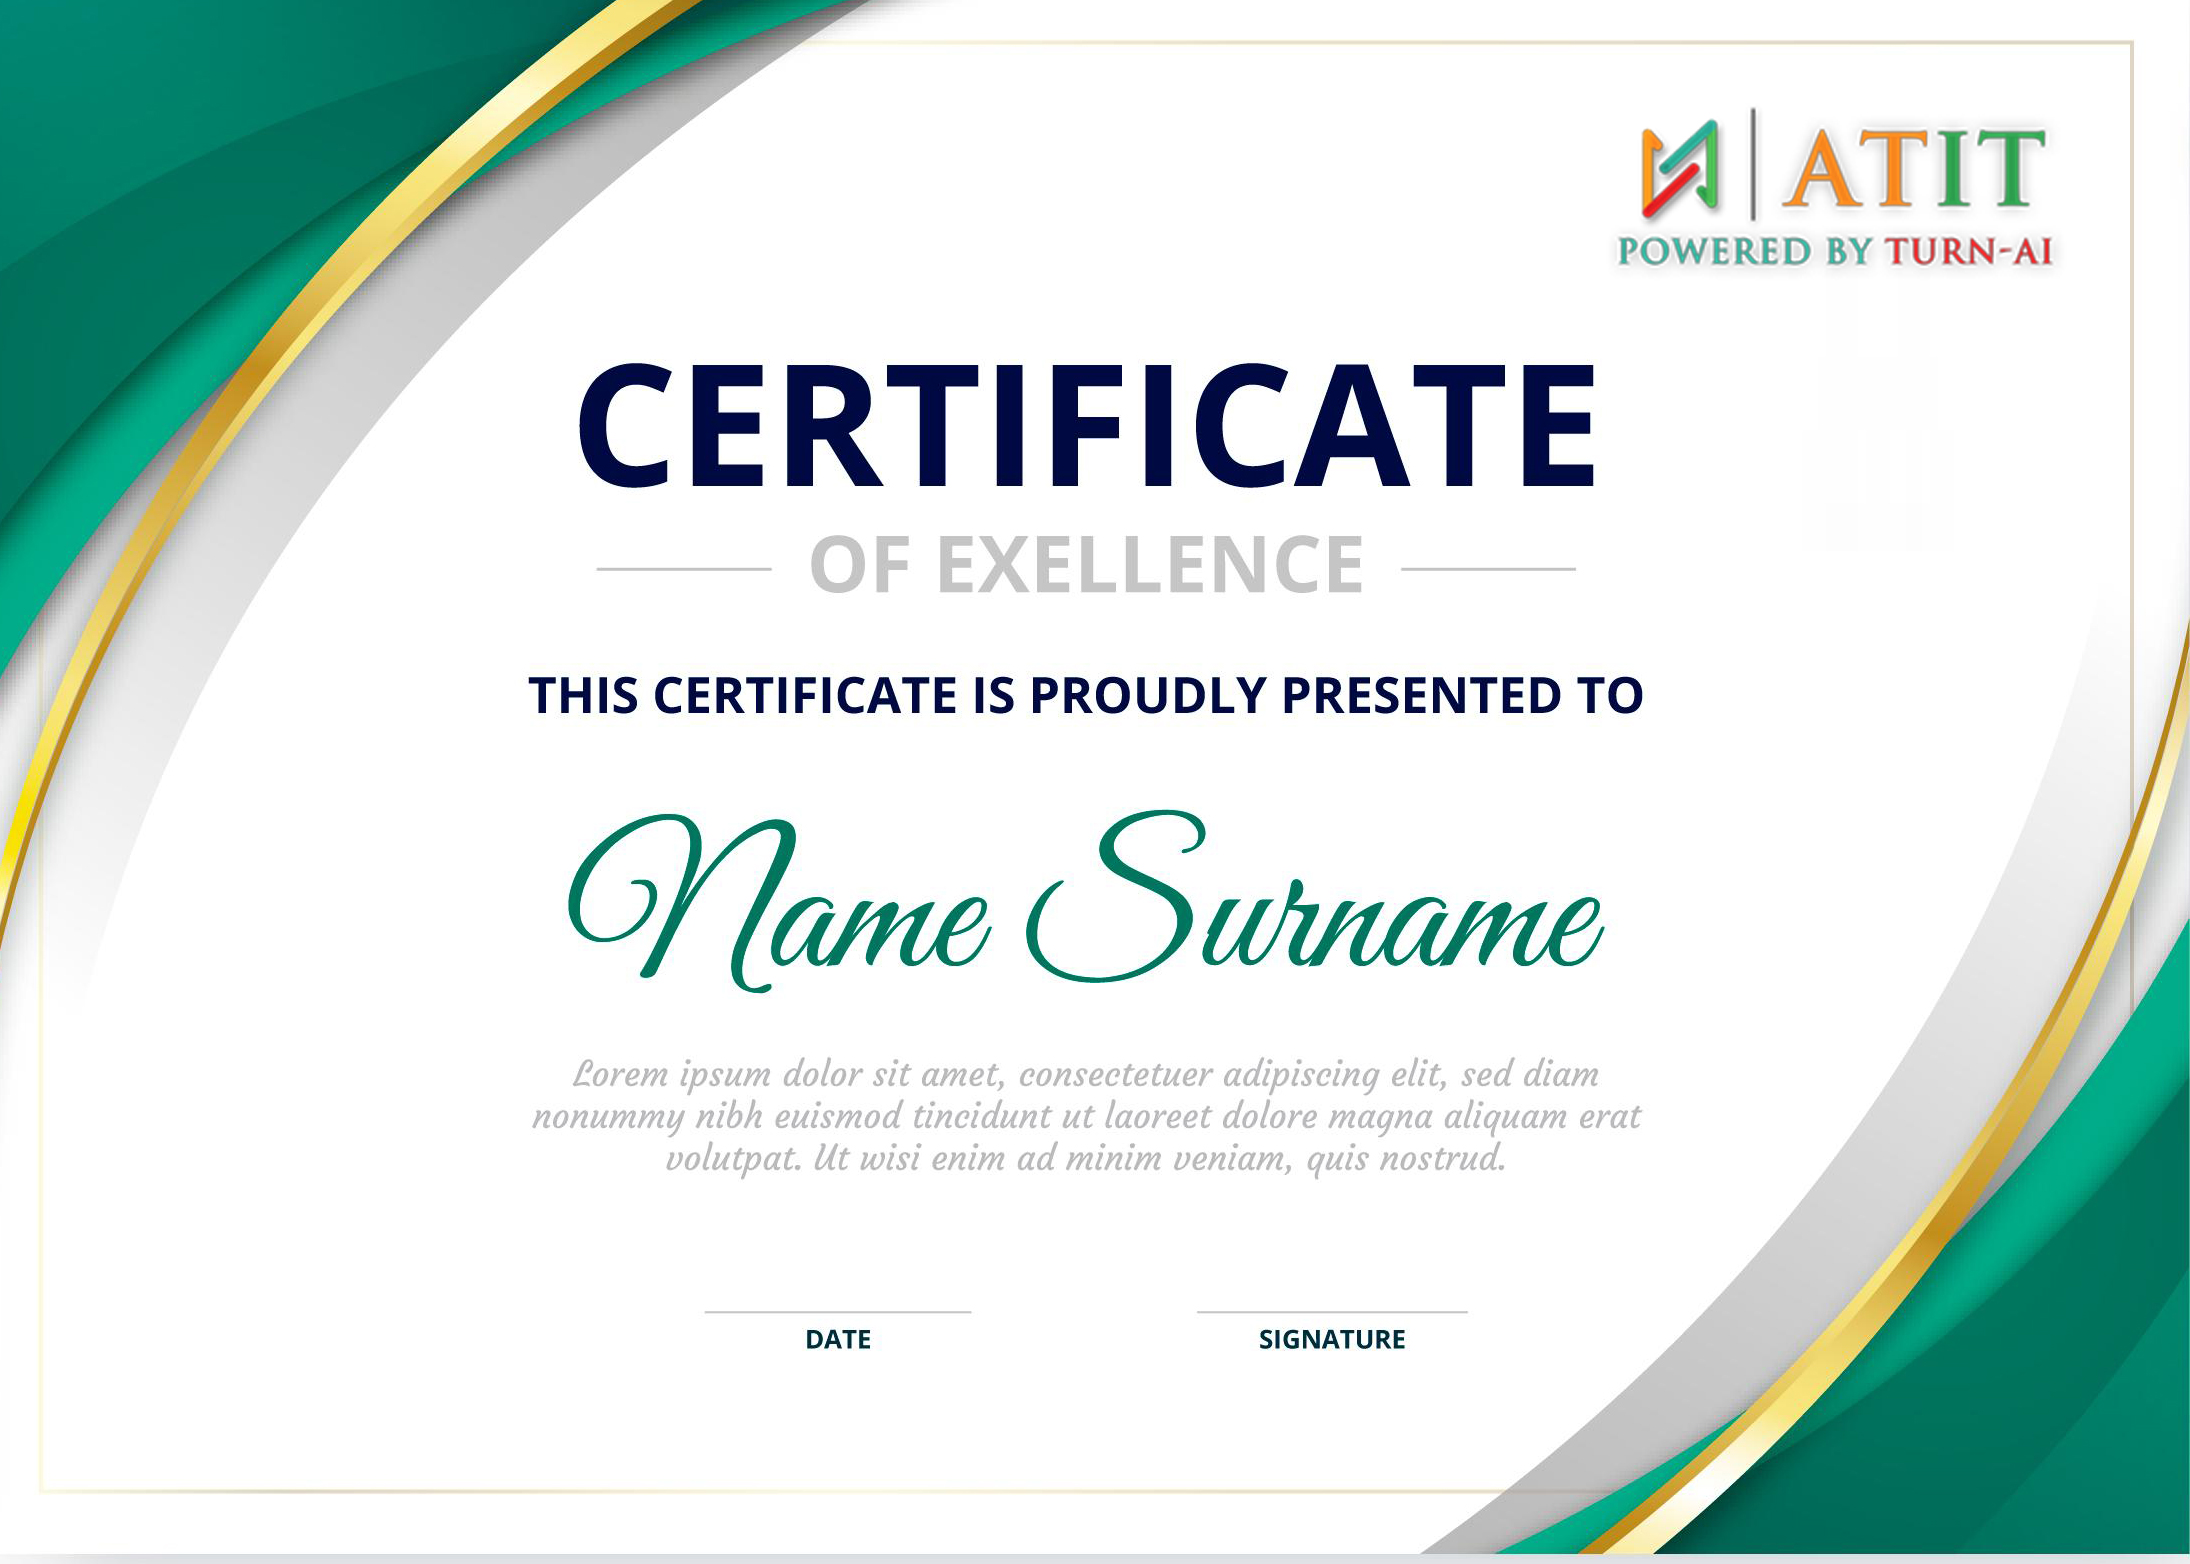 ATIT
POWERED BY TURN-AI
CERTIFICATE
OF EXELLENCE
THIS CERTIFICATE IS PROUDLY PRESENTED TO
Name Surname
Lorem ipsum dolor sit amet, consectetuer adipiscing elit, sed diam
nonummy nibh euismod tincidunt ut laoreet dolore magna aliquam erat
volutpat. Ut wisi enim ad minim veniam, quis nostrud.
DATE SIGNATURE